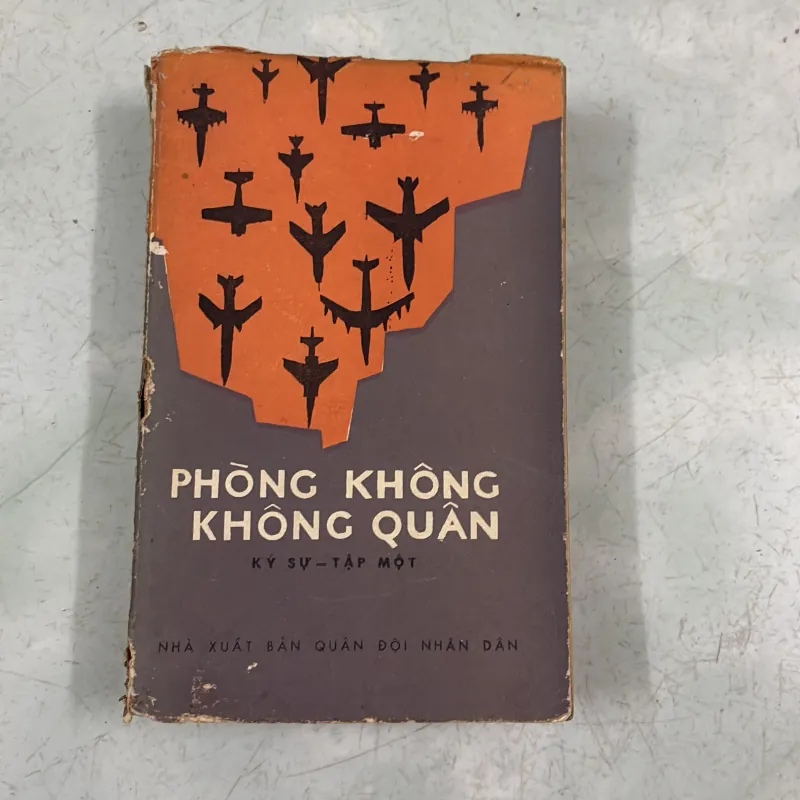 PHÒNG KHÔNG
KHÔNG QUÂN
KÝ SỰ – TẬP MỘT
NHÀ XUẤT BẢN QUÂN ĐỘI NHÂN DÂN